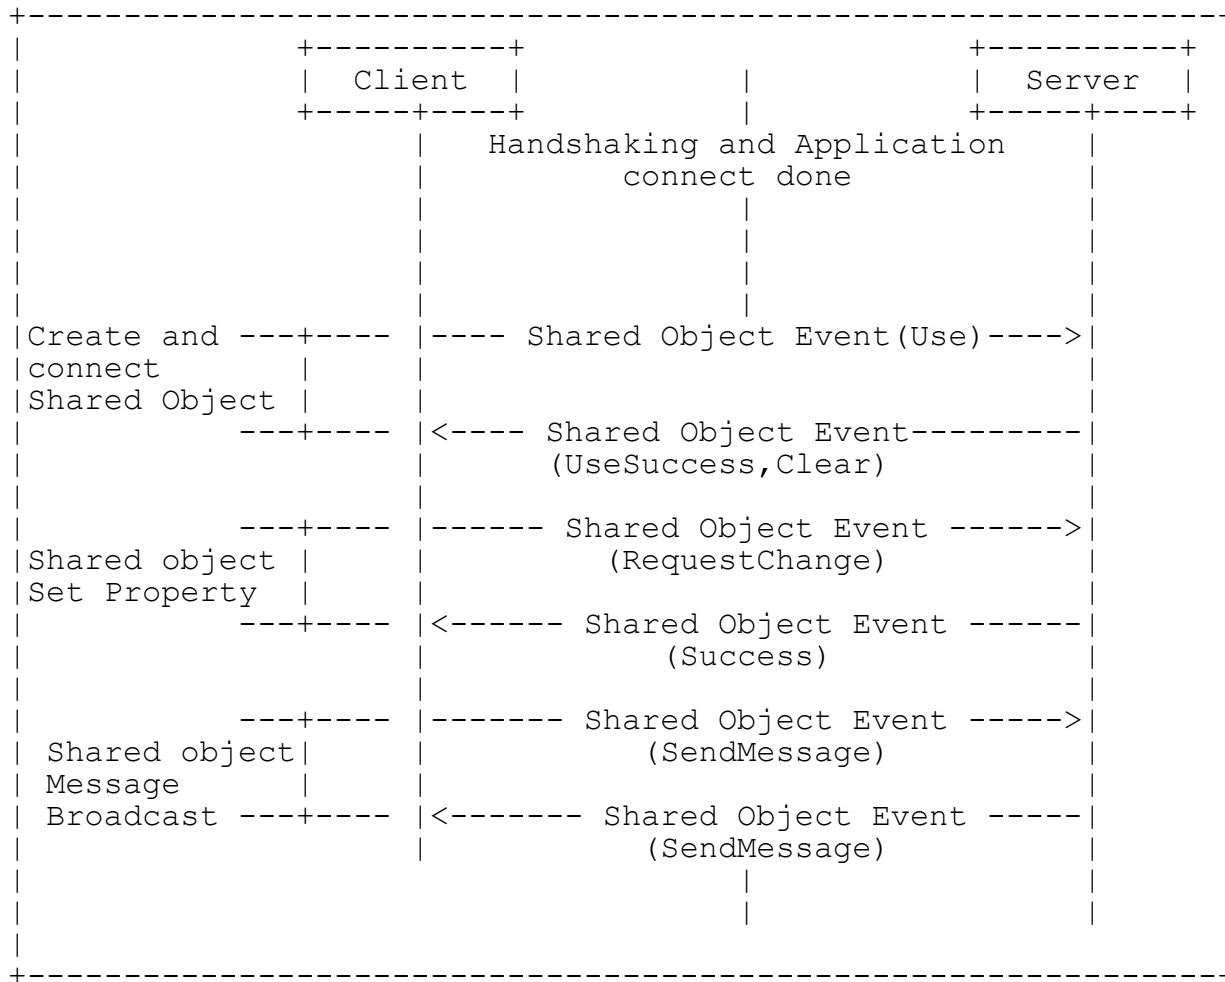 Client Server
Handshaking and Application
connect done
Create and ---+---- |---- Shared Object Event(Use)---->|
connect
Shared Object
---+---- |<---- Shared Object Event---------|
(UseSuccess,Clear)
---+---- |------ Shared Object Event ------>|
Shared object (RequestChange)
Set Property
---+---- |<------ Shared Object Event ------|
(Success)
---+---- |------- Shared Object Event ----->|
Shared object (SendMessage)
Message
Broadcast ---+---- |<------- Shared Object Event -----|
(SendMessage)